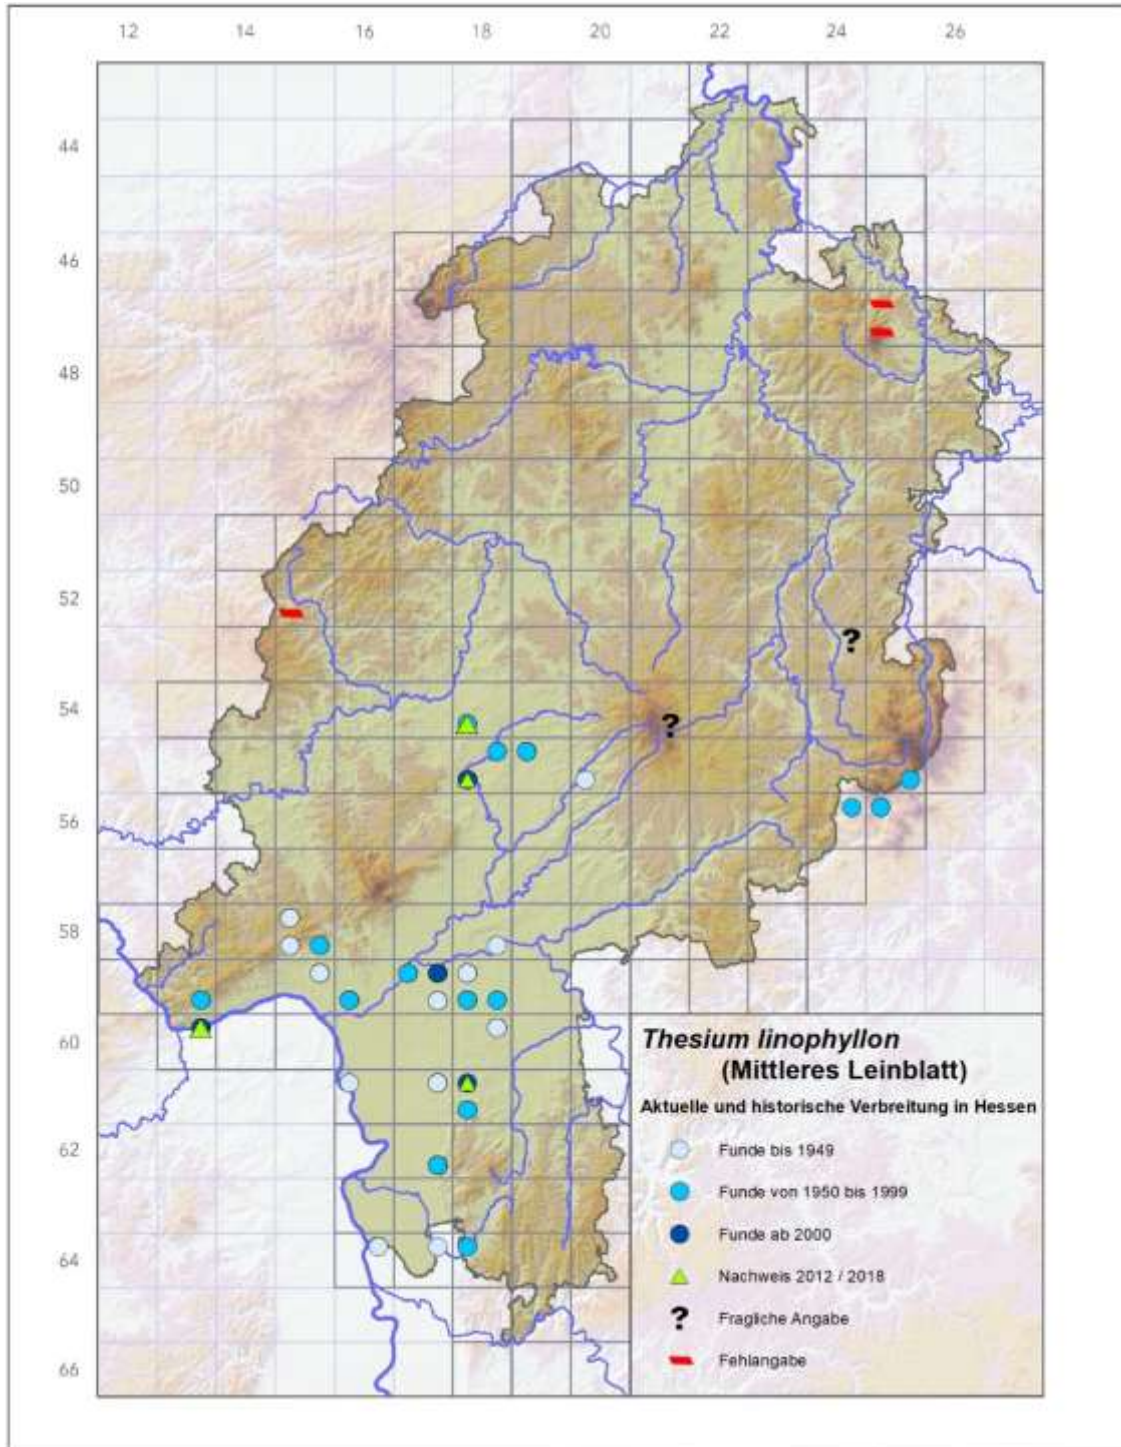 12 14 16 18 20 22 24 26
44
46
48
50
52
?
54
?
56
58
60
62
64
66
Thesium linophyllon
(Mittleres Leinblatt)
Aktuelle und historische Verbreitung in Hessen
Funde bis 1949
Funde von 1950 bis 1999
Funde ab 2000
Nachweis 2012 / 2018
? Fragliche Angabe
Fehlangabe